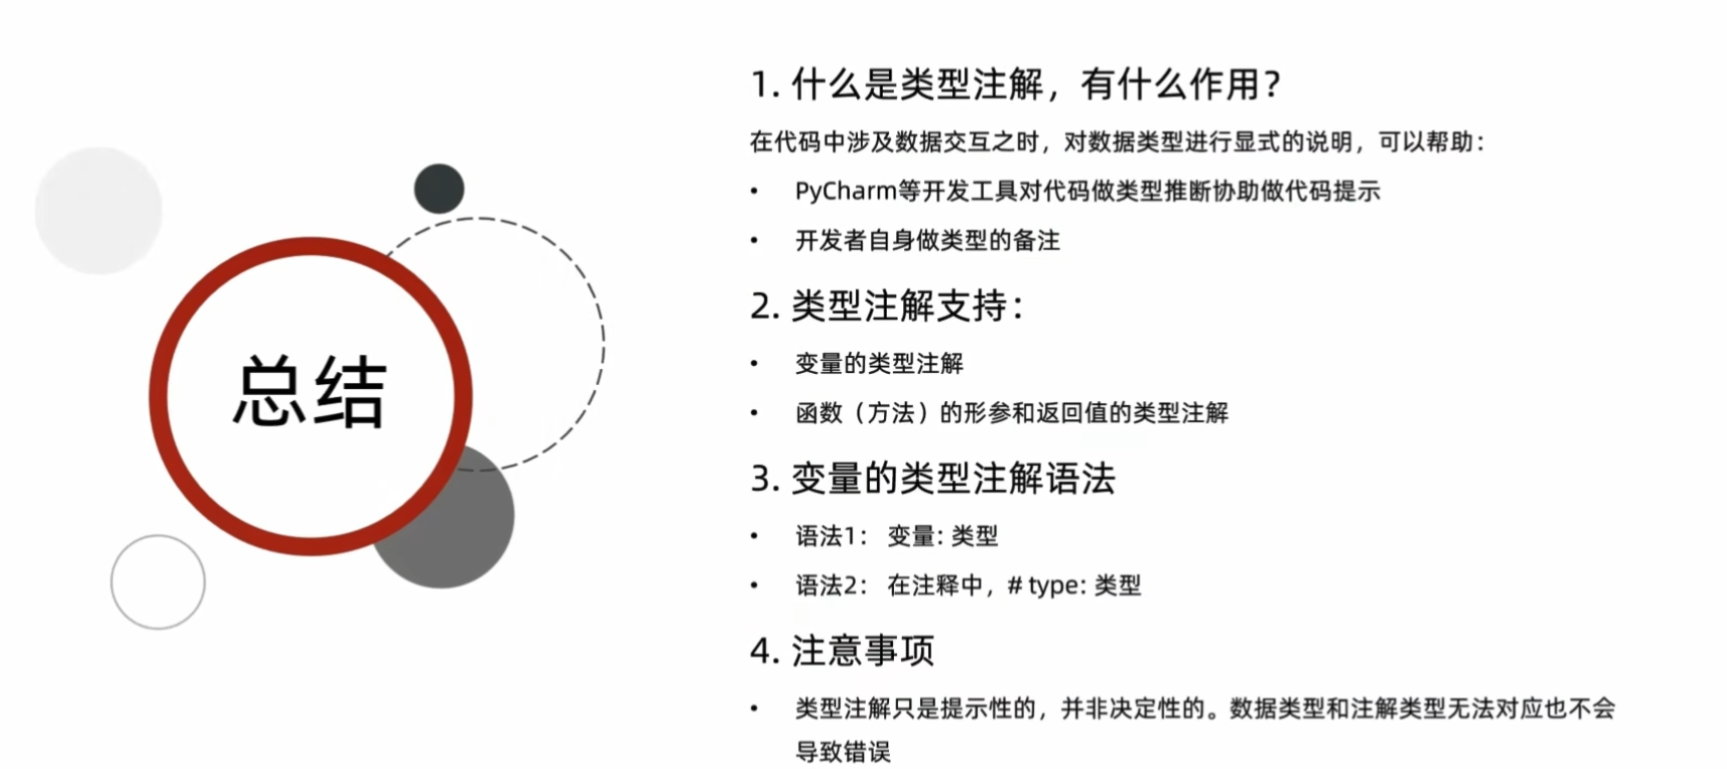 总结
1. 什么是类型注解，有什么作用？
在代码中涉及数据交互之时，对数据类型进行显式的说明，可以帮助：
• PyCharm等开发工具对代码做类型推断协助做代码提示
• 开发者自身做类型的备注
2. 类型注解支持：
• 变量的类型注解
• 函数（方法）的形参和返回值的类型注解
3. 变量的类型注解语法
• 语法1： 变量: 类型
• 语法2： 在注释中，# type: 类型
4. 注意事项
• 类型注解只是提示性的，并非决定性的。数据类型和注解类型无法对应也不会
导致错误